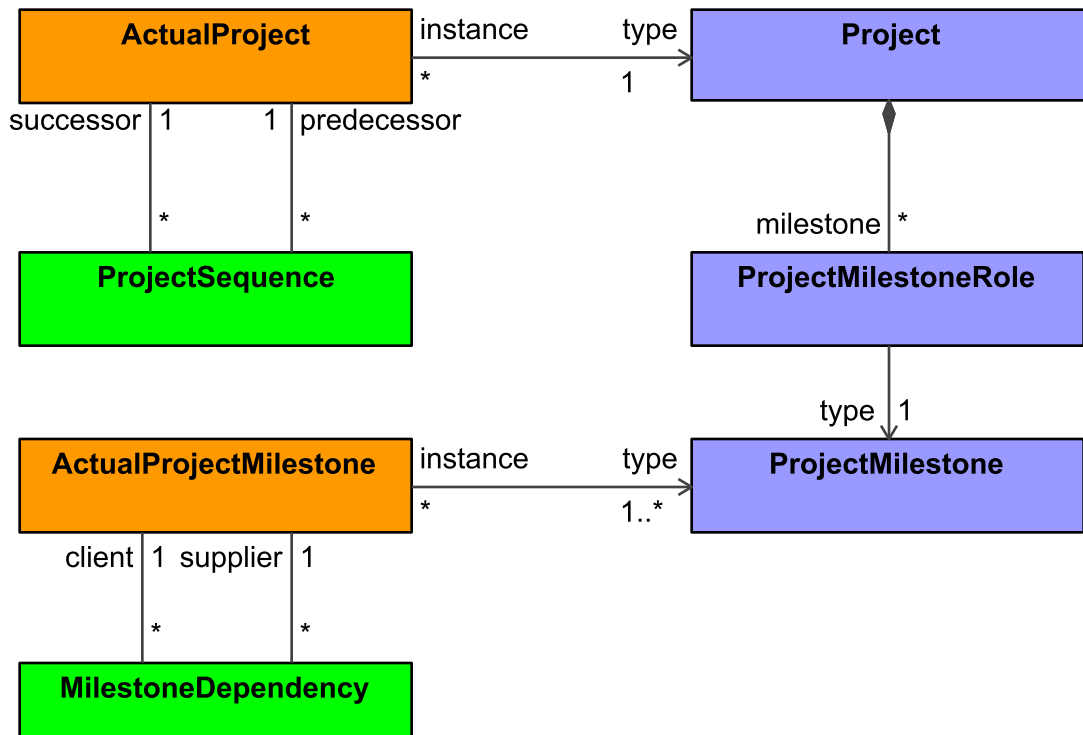 ActualProject
instance
type
Project
*
1
successor
1
1
predecessor
*
*
milestone
*
ProjectSequence
ProjectMilestoneRole
type
1
ActualProjectMilestone
instance
type
ProjectMilestone
*
1..*
client
1
supplier
1
*
*
MilestoneDependency